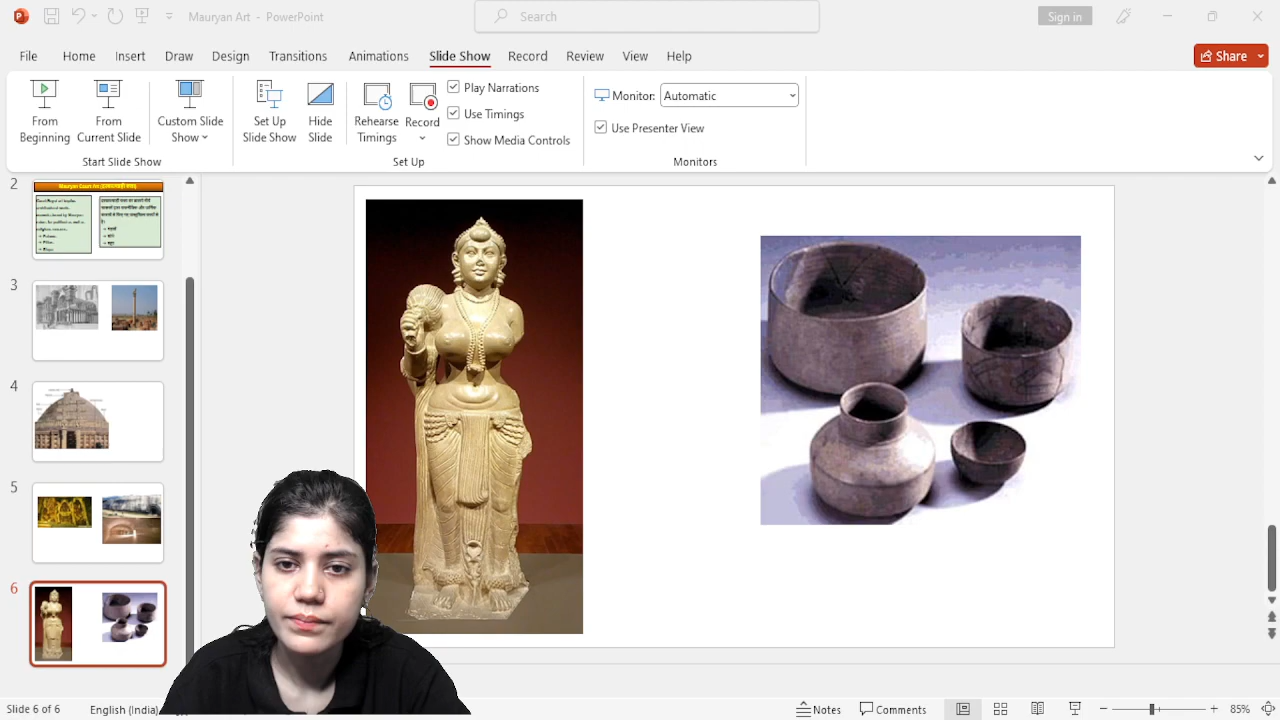 Mauryan Art - PowerPoint
Search
Sign in
File Home Insert Draw Design Transitions Animations Slide Show Record Review View Help
Share
From Beginning
From Current Slide
Custom Slide Show
Set Up Slide Show
Hide Slide
Rehearse Timings
Record
Play Narrations
Use Timings
Show Media Controls
Monitor: Automatic
Use Presenter View
Start Slide Show
Set Up
Monitors
2
3
4
5
6
Slide 6 of 6
English (India)
Notes
Comments
85%